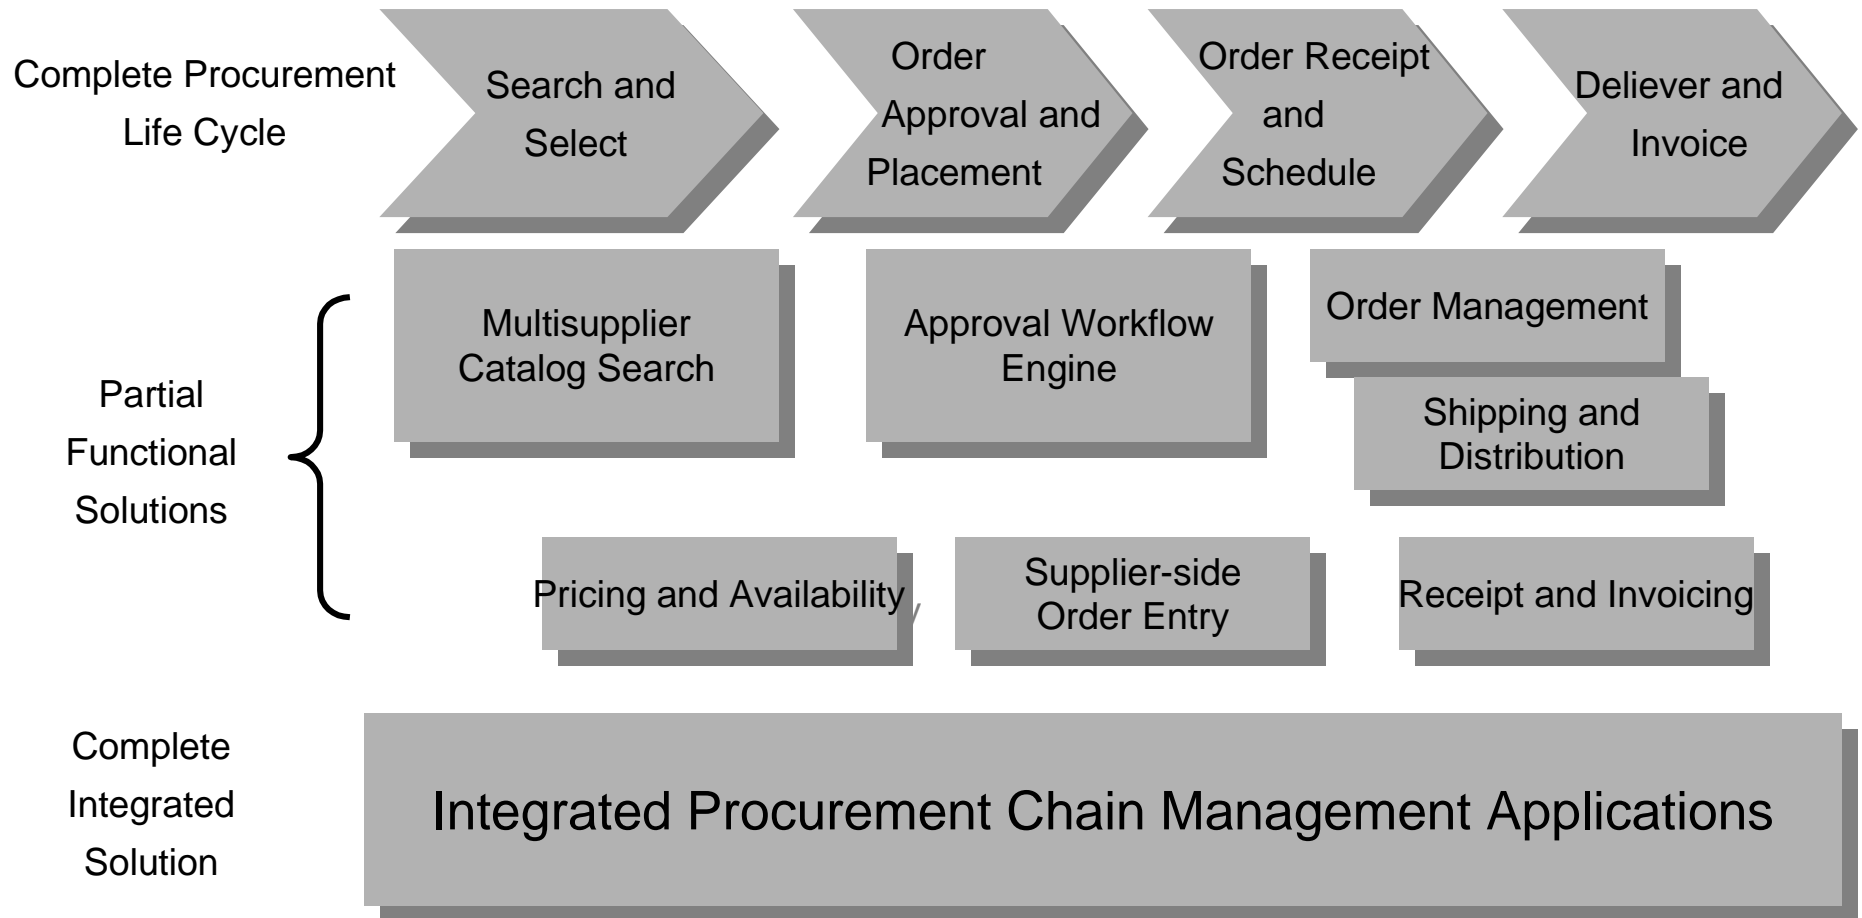 Complete Procurement
Life Cycle
Search and
Select
Order
Approval and
Placement
Order Receipt
and
Schedule
Deliever and
Invoice
Partial
Functional
Solutions
Multisupplier
Catalog Search
Approval Workflow
Engine
Order Management
Shipping and
Distribution
Pricing and Availability
Supplier-side
Order Entry
Receipt and Invoicing
Complete
Integrated
Solution
Integrated Procurement Chain Management Applications